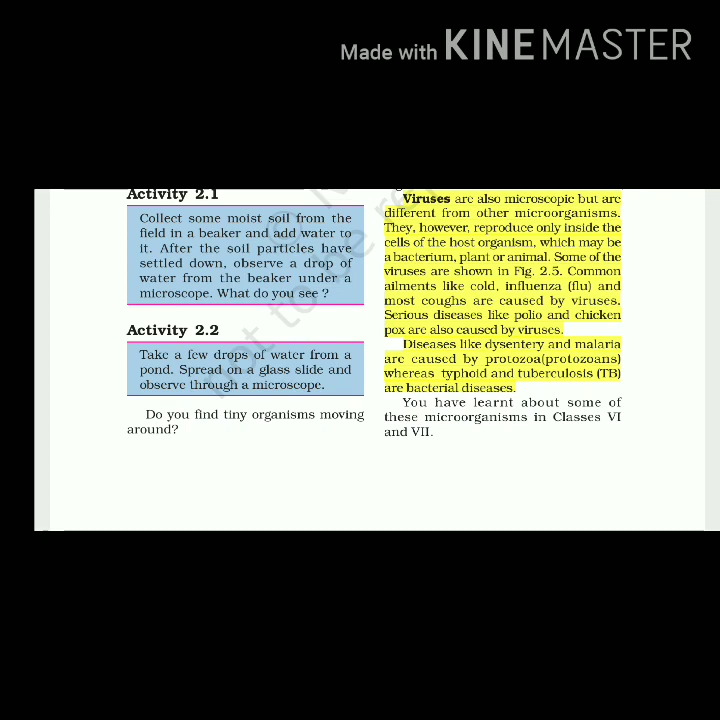 Made with KINEMASTER
Activity 2.1
Collect some moist soil from the
field in a beaker and add water to
it. After the soil particles have
settled down, observe a drop of
water from the beaker under a
microscope. What do you see ?
Activity 2.2
Take a few drops of water from a
pond. Spread on a glass slide and
observe through a microscope.
Do you find tiny organisms moving
around?
Viruses are also microscopic but are
different from other microorganisms.
They, however, reproduce only inside the
cells of the host organism, which may be
a bacterium, plant or animal. Some of the
viruses are shown in Fig. 2.5. Common
ailments like cold, influenza (flu) and
most coughs are caused by viruses.
Serious diseases like polio and chicken
pox are also caused by viruses.
Diseases like dysentery and malaria
are caused by protozoa(protozoans)
whereas typhoid and tuberculosis (TB)
are bacterial diseases.
You have learnt about some of
these microorganisms in Classes VI
and VII.
not to be re